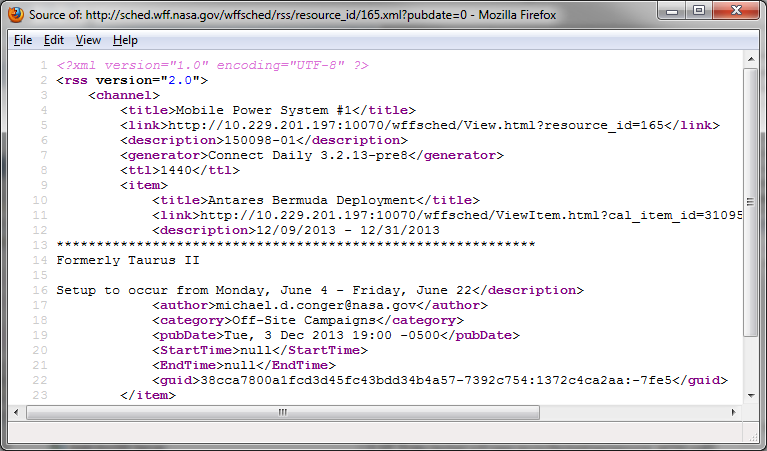 Source of: http://sched.wff.nasa.gov/wffsched/rss/resource_id/165.xml?pubdate=0 - Mozilla Firefox
File Edit View Help
1 <?xml version="1.0" encoding="UTF-8" ?>
2 <rss version="2.0">
3 <channel>
4 <title>Mobile Power System #1</title>
5 <link>http://10.229.201.197:10070/wffsched/View.html?resource_id=165</link>
6 <description>150098-01</description>
7 <generator>Connect Daily 3.2.13-pre8</generator>
8 <ttl>1440</ttl>
9 <item>
10 <title>Antares Bermuda Deployment</title>
11 <link>http://10.229.201.197:10070/wffsched/ViewItem.html?cal_item_id=31095
12 <description>12/09/2013 - 12/31/2013
13 ************************************************************
14 Formerly Taurus II
15
16 Setup to occur from Monday, June 4 - Friday, June 22</description>
17 <author>michael.d.conger@nasa.gov</author>
18 <category>Off-Site Campaigns</category>
19 <pubDate>Tue, 3 Dec 2013 19:00 -0500</pubDate>
20 <StartTime>null</StartTime>
21 <EndTime>null</EndTime>
22 <guid>38cca7800a1fcd3d45fc43bdd34b4a57-7392c754:1372c4ca2aa:-7fe5</guid>
23 </item>